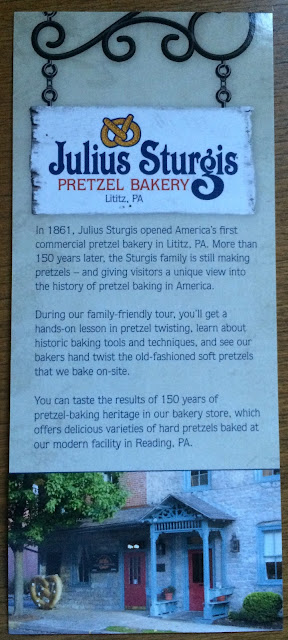 Julius Sturgis
PRETZEL BAKERY
Lititz, PA
In 1861, Julius Sturgis opened America's first
commercial pretzel bakery in Lititz, PA. More than
150 years later, the Sturgis family is still making
pretzels – and giving visitors a unique view into
the history of pretzel baking in America.
During our family-friendly tour, you'll get a
hands-on lesson in pretzel twisting, learn about
historic baking tools and techniques, and see our
bakers hand twist the old-fashioned soft pretzels
that we bake on-site.
You can taste the results of 150 years of
pretzel-baking heritage in our bakery store, which
offers delicious varieties of hard pretzels baked at
our modern facility in Reading, PA.